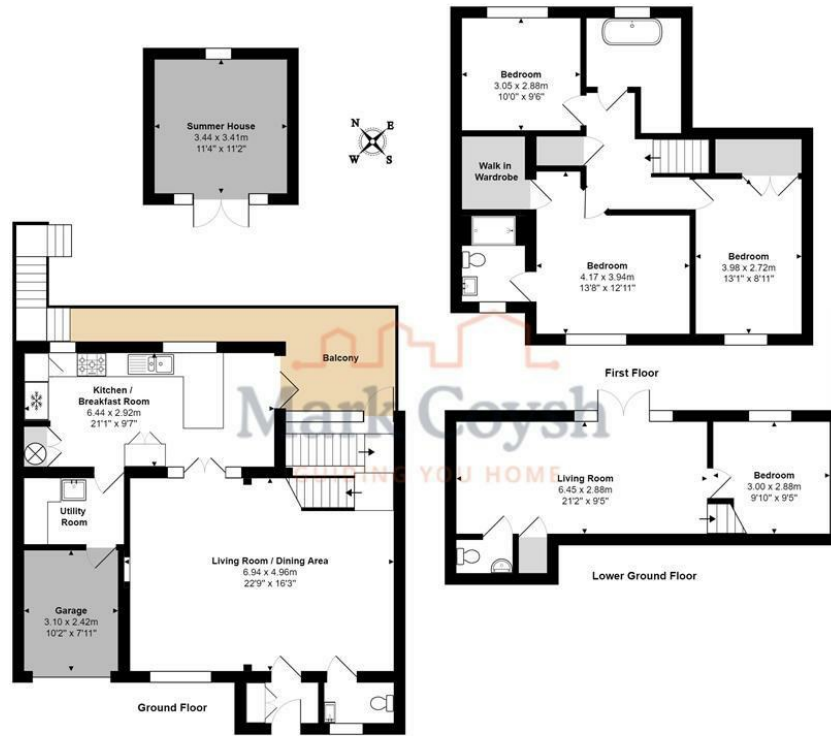 Summer House
3.44 x 3.41m
11'4" x 11'2"
N
E
W
S
Bedroom
3.05 x 2.88m
10'0" x 9'6"
Walk in
Wardrobe
Bedroom
4.17 x 3.94m
13'8" x 12'11"
Bedroom
3.98 x 2.72m
13'1" x 8'11"
First Floor
Balcony
Kitchen /
Breakfast Room
6.44 x 2.92m
21'1" x 9'7"
Utility
Room
Living Room / Dining Area
6.94 x 4.96m
22'9" x 16'3"
Garage
3.10 x 2.42m
10'2" x 7'11"
Ground Floor
Living Room
6.45 x 2.88m
21'2" x 9'5"
Bedroom
3.00 x 2.88m
9'10" x 9'5"
Lower Ground Floor
Mark Coysh
GUIDING YOU HOME